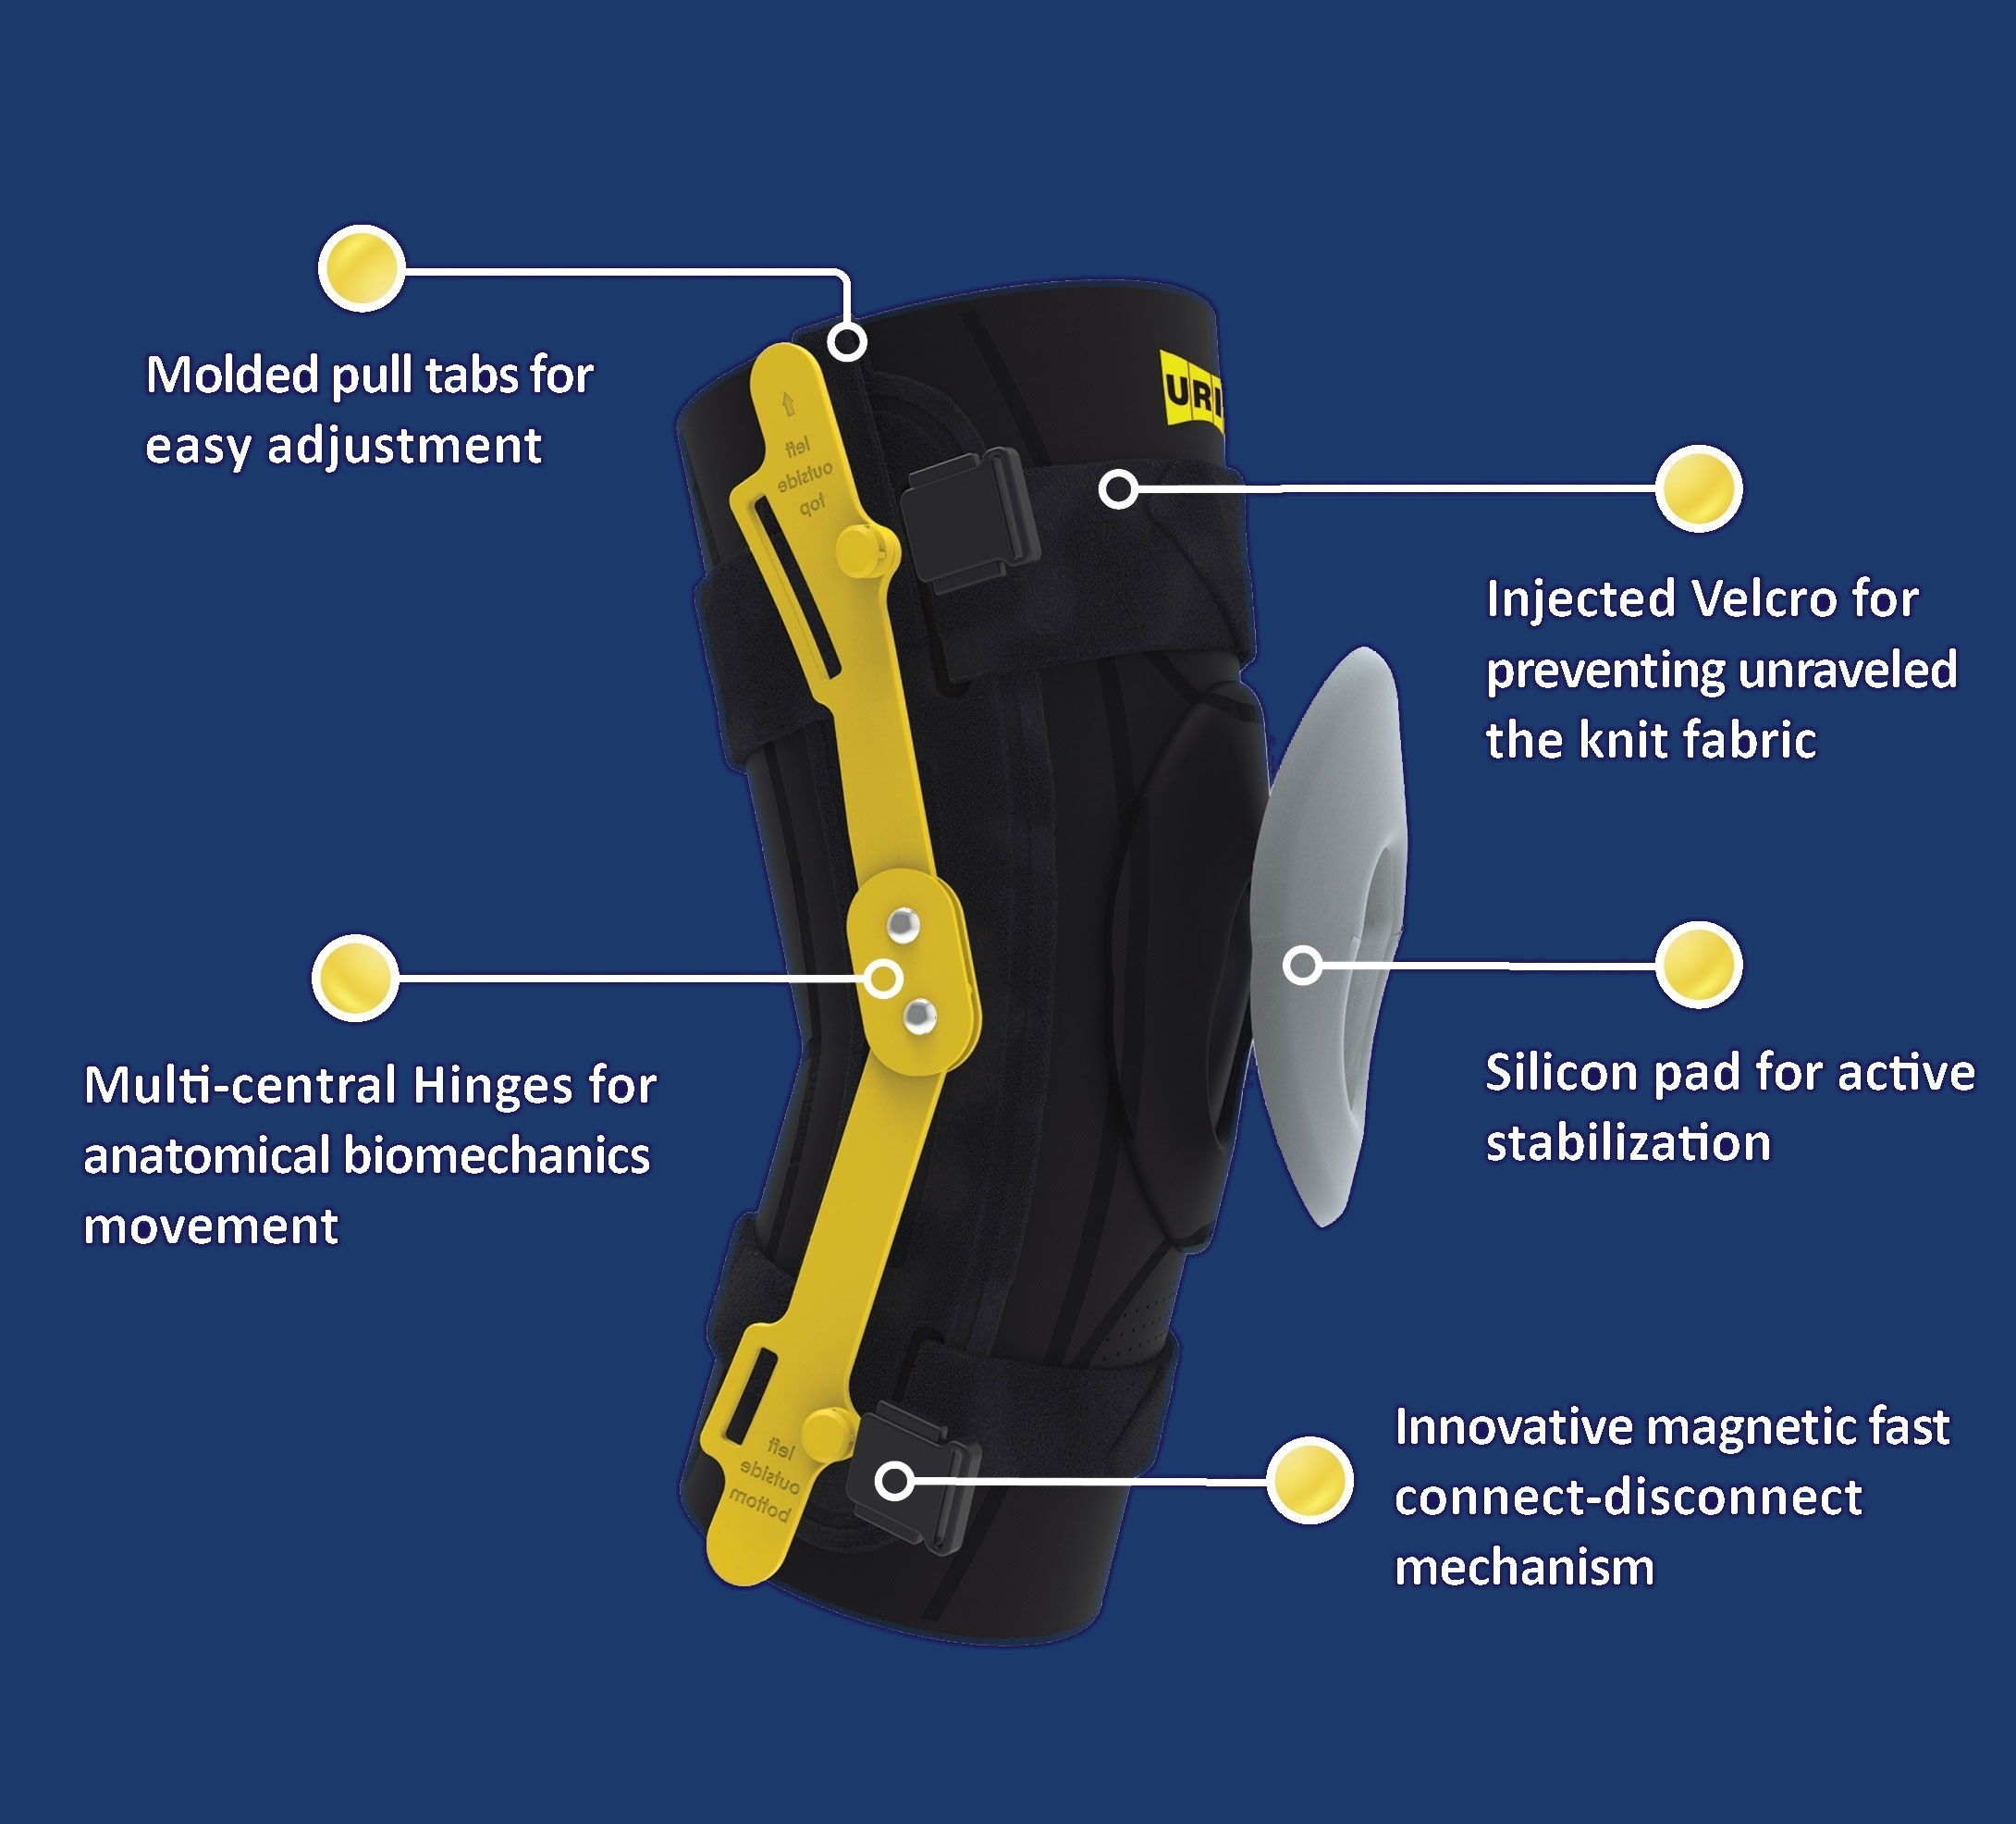 Molded pull tabs for
easy adjustment
URI
left
outside
top
Injected Velcro for
preventing unraveled
the knit fabric
Multi-central Hinges for
anatomical biomechanics
movement
Silicon pad for active
stabilization
left
outside
bottom
Innovative magnetic fast
connect-disconnect
mechanism